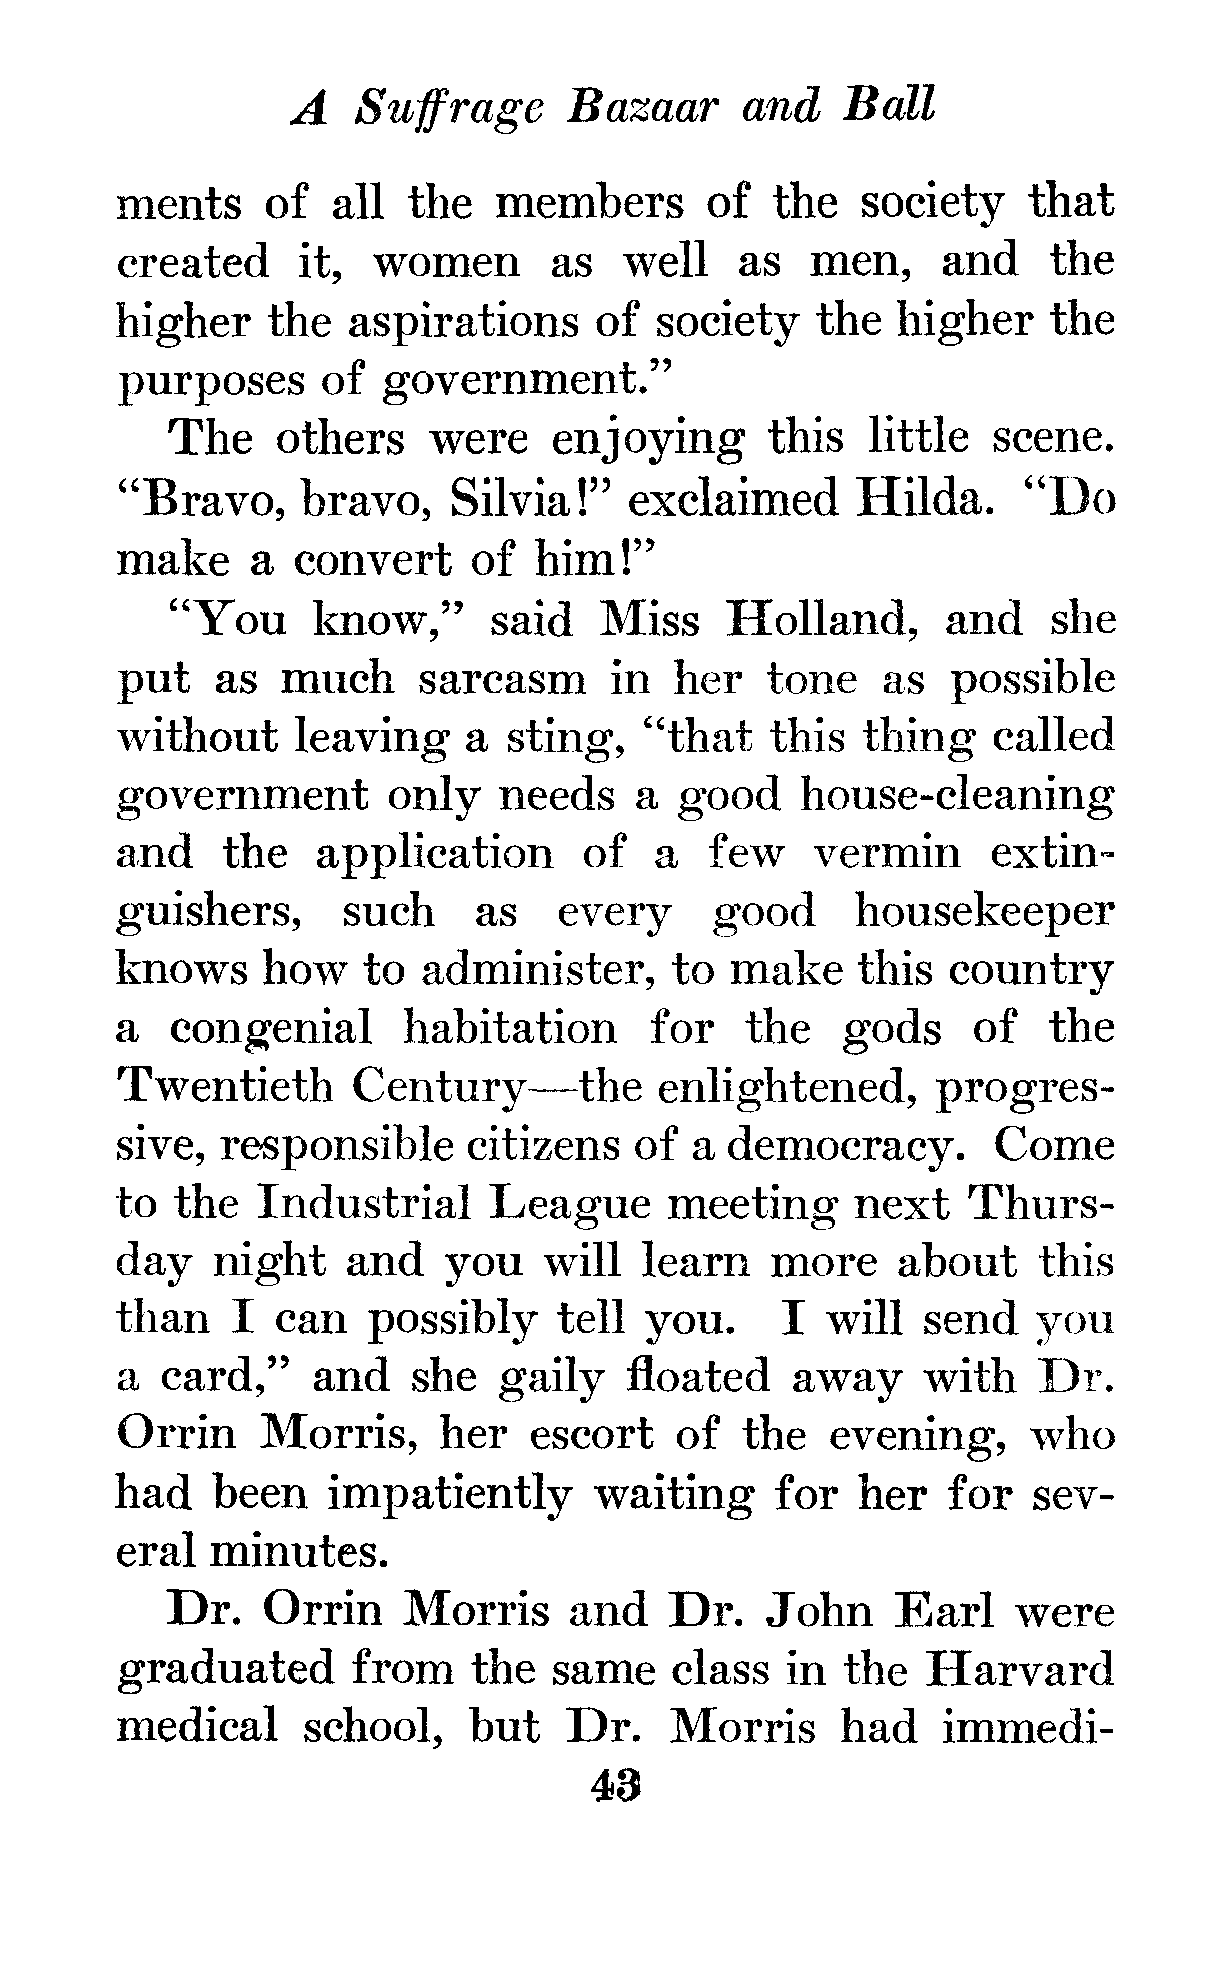 A Suffrage Bazaar and Ball
ments of all the members of the society that
created it, women as well as men, and the
higher the aspirations of society the higher the
purposes of government.”
The others were enjoying this little scene.
“Bravo, bravo, Silvia!” exclaimed Hilda. “Do
make a convert of him!”
“You know,” said Miss Holland, and she
put as much sarcasm in her tone as possible
without leaving a sting, “that this thing called
government only needs a good house-cleaning
and the application of a few vermin extin-
guishers, such as every good housekeeper
knows how to administer, to make this country
a congenial habitation for the gods of the
Twentieth Century—the enlightened, progres-
sive, responsible citizens of a democracy. Come
to the Industrial League meeting next Thurs-
day night and you will learn more about this
than I can possibly tell you. I will send you
a card,” and she gaily floated away with Dr.
Orrin Morris, her escort of the evening, who
had been impatiently waiting for her for sev-
eral minutes.
Dr. Orrin Morris and Dr. John Earl were
graduated from the same class in the Harvard
medical school, but Dr. Morris had immedi-
43